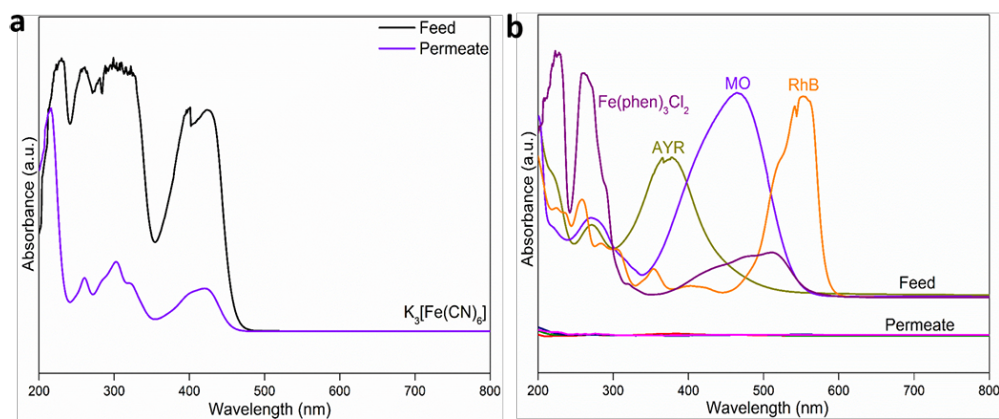 a
Feed
Permeate
K₃[Fe(CN)₆]
Absorbance (a.u.)
200 300 400 500 600 700 800
Wavelength (nm)
b
Fe(phen)₃Cl₂
AYR
MO
RhB
Feed
Permeate
Absorbance (a.u.)
200 300 400 500 600 700 800
Wavelength (nm)